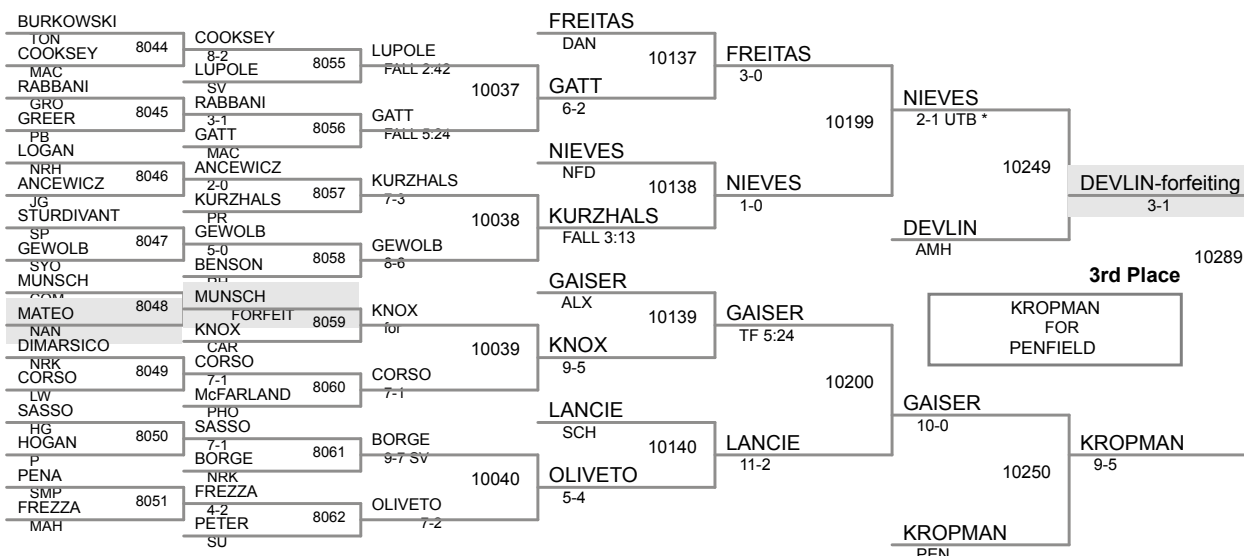 BURKOWSKI
TON
8044
COOKSEY
MAC
RABBANI
GRO
8045
GREER
PB
LOGAN
NRH
8046
ANCEWICZ
JG
STURDIVANT
SP
8047
GEWOLB
SYO
MUNSCH
COM
8048
MATEO
NAN
DIMARSICO
NRK
8049
CORSO
LW
SASSO
HG
8050
HOGAN
P
PENA
SMP
8051
FREZZA
MAH
COOKSEY
8-2
8055
LUPOLE
SV
RABBANI
3-1
8056
GATT
MAC
ANCEWICZ
2-0
8057
KURZHALS
PR
GEWOLB
5-0
8058
BENSON
MUNSCH
FORFEIT
8059
KNOX
CAR
CORSO
7-1
8060
McFARLAND
PHO
SASSO
7-1
8061
BORGE
NRK
FREZZA
4-2
8062
PETER
SU
LUPOLE
FALL 2:42
10037
GATT
FALL 5:24
KURZHALS
7-3
10038
GEWOLB
8-6
KNOX
for
10039
CORSO
7-1
BORGE
9-7 SV
10040
OLIVETO
7-2
FREITAS
DAN
10137
GATT
6-2
NIEVES
NFD
10138
KURZHALS
FALL 3:13
GAISER
ALX
10139
KNOX
9-5
LANCIE
SCH
10140
OLIVETO
5-4
FREITAS
3-0
10199
NIEVES
1-0
GAISER
TF 5:24
10200
LANCIE
11-2
NIEVES
2-1 UTB *
10249
DEVLIN
AMH
GAISER
10-0
10250
KROPMAN
PEN
DEVLIN-forfeiting
3-1
10289
3rd Place
KROPMAN
FOR
PENFIELD
KROPMAN
9-5